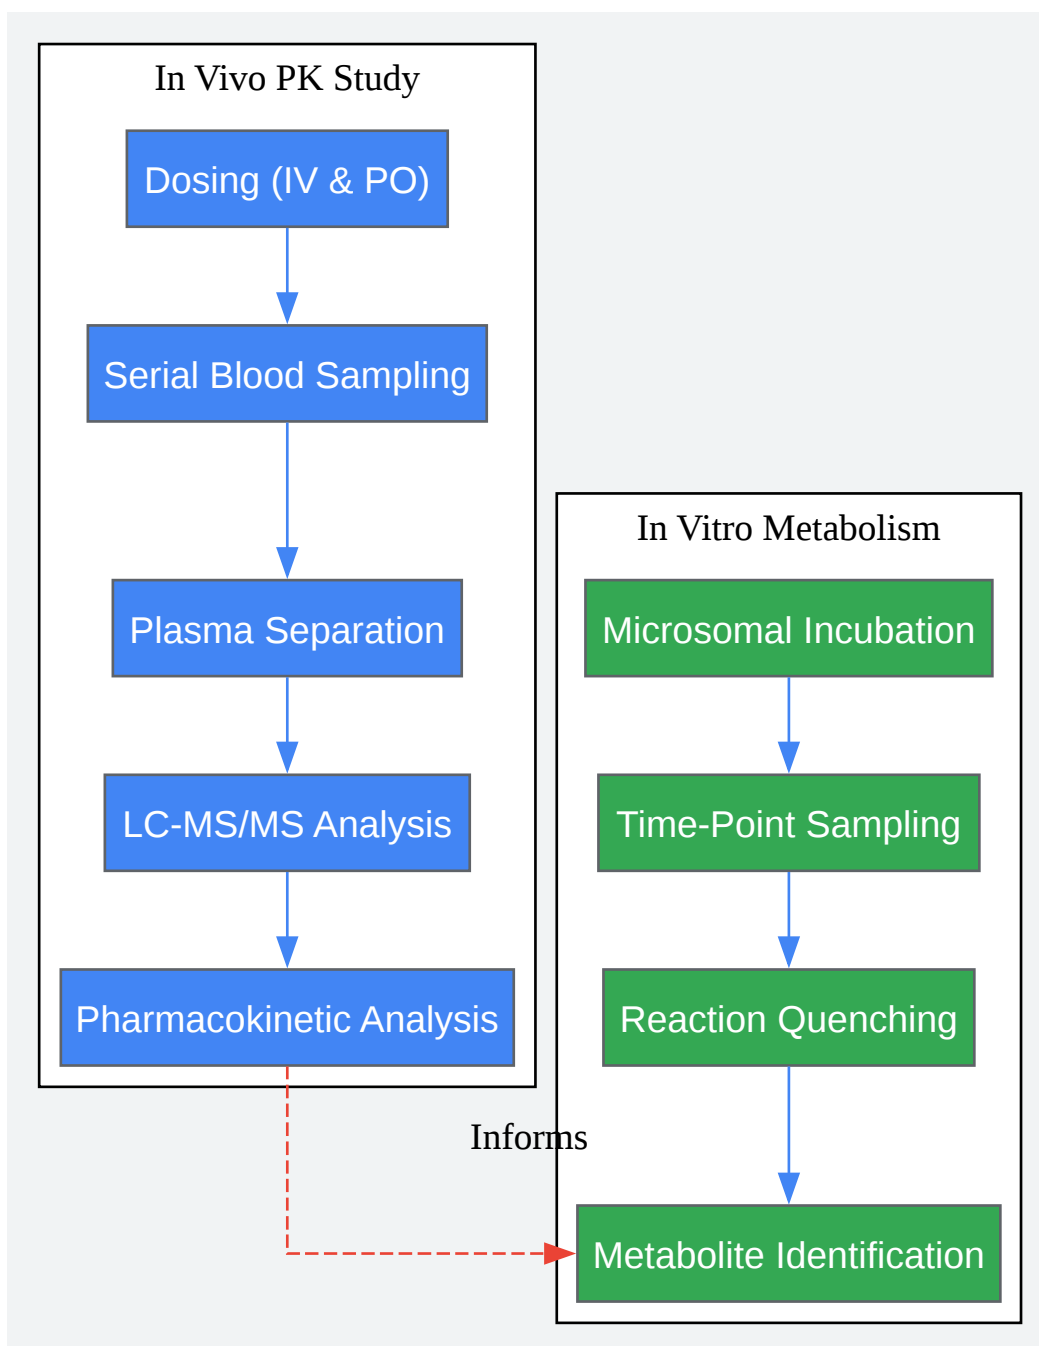 In Vivo PK Study
Dosing (IV & PO)
Serial Blood Sampling
Plasma Separation
LC-MS/MS Analysis
Pharmacokinetic Analysis
In Vitro Metabolism
Microsomal Incubation
Time-Point Sampling
Reaction Quenching
Informs
Metabolite Identification